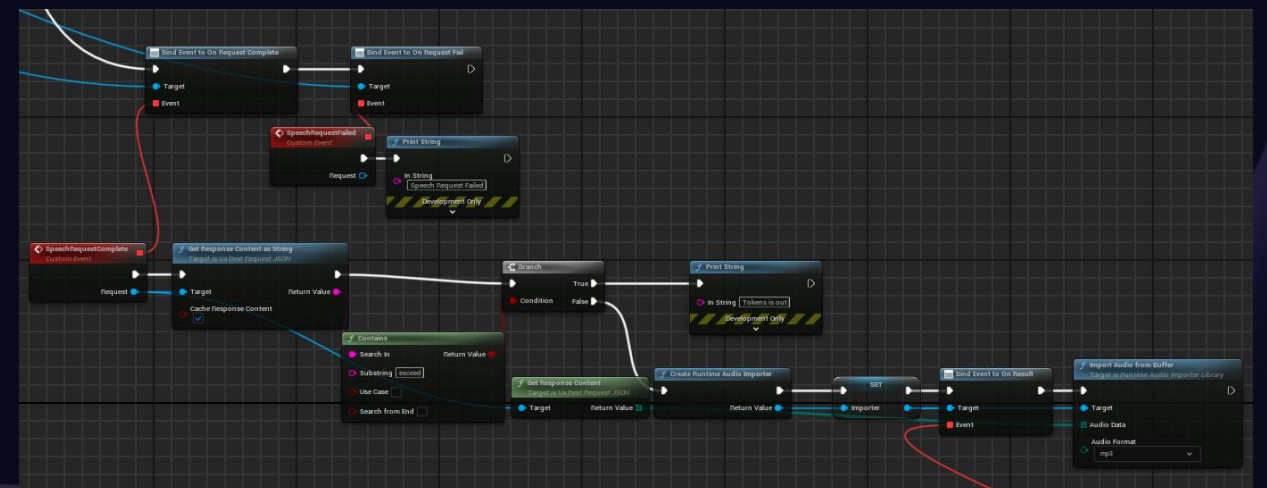 Bind Event to On Request Complete
Target
Event
Bind Event to On Request Fail
Target
Event
SpeechRequestFailed
Custom Event
Request
Print String
In String
Speech Request Failed
Development Only
SpeechRequestComplete
Custom Event
Request
Get Response Content as String
Target is Va Rest Request JSON
Target
Return Value
Cache Response Content
Contains
Search In
Return Value
Substring exceed
Use Case
Search from End
Branch
True
Condition
False
Print String
In String Tokens is out
Development Only
Get Response Content
Target is Va Rest Request JSON
Target
Return Value
Create Runtime Audio Importer
Return Value
SET
Importer
Bind Event to On Result
Target
Event
Import Audio from Buffer
Target is Runtime Audio Importer Library
Target
Audio Data
Audio Format
mp3